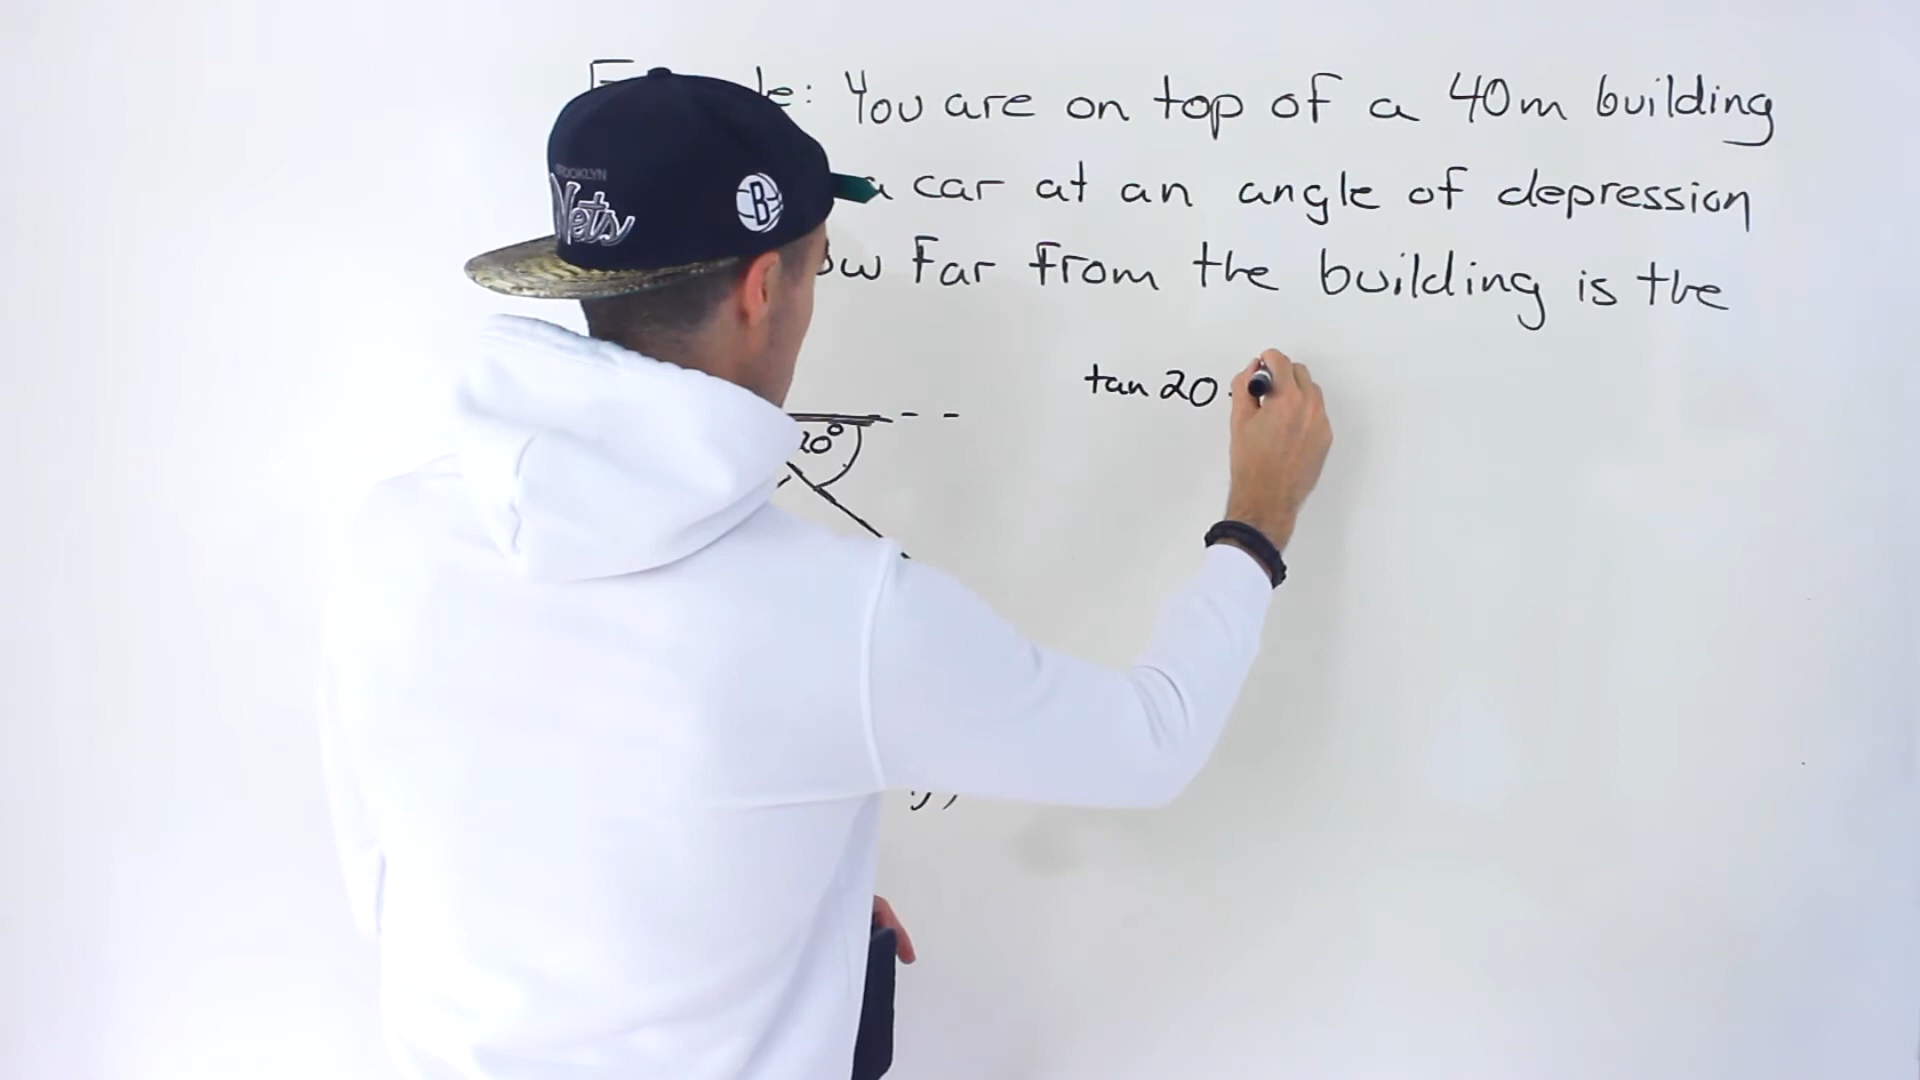 You are on top of a 40m building
a car at an angle of depression
far from the building is the
tan 20
20°
BROOKLYN
Nets
B